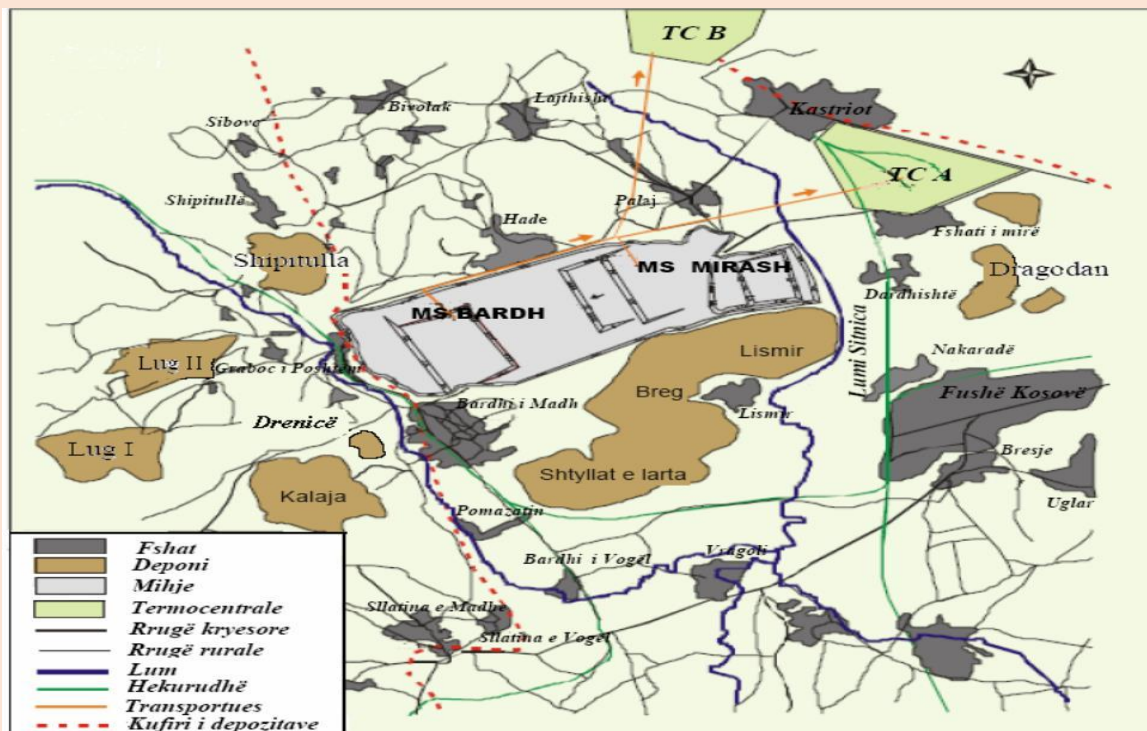 TC B
Kastriot
Lajthishtë
Bivolak
Sibovc
TC A
Shipitullë
Palaj
Hade
Fshati i mirë
Shipitulla
MS MIRASH
Dragodan
Dardhishtë
MS BARDH
Lumi Sitnica
Lismir
Nakaradë
Lug II
Graboc i Poshtëm
Breg
Fushë Kosovë
Bardhi i Madh
Lismir
Drenicë
Lug I
Bresje
Shtyllat e larta
Kalaja
Uglar
Pomazatin
Bardhi i Vogël
Vragoli
Sllatina e Madhe
Sllatina e Vogël
Fshat
Deponi
Mihje
Termocentrale
Rrugë kryesore
Rrugë rurale
Lum
Hekurudhë
Transportues
Kufiri i depozitave